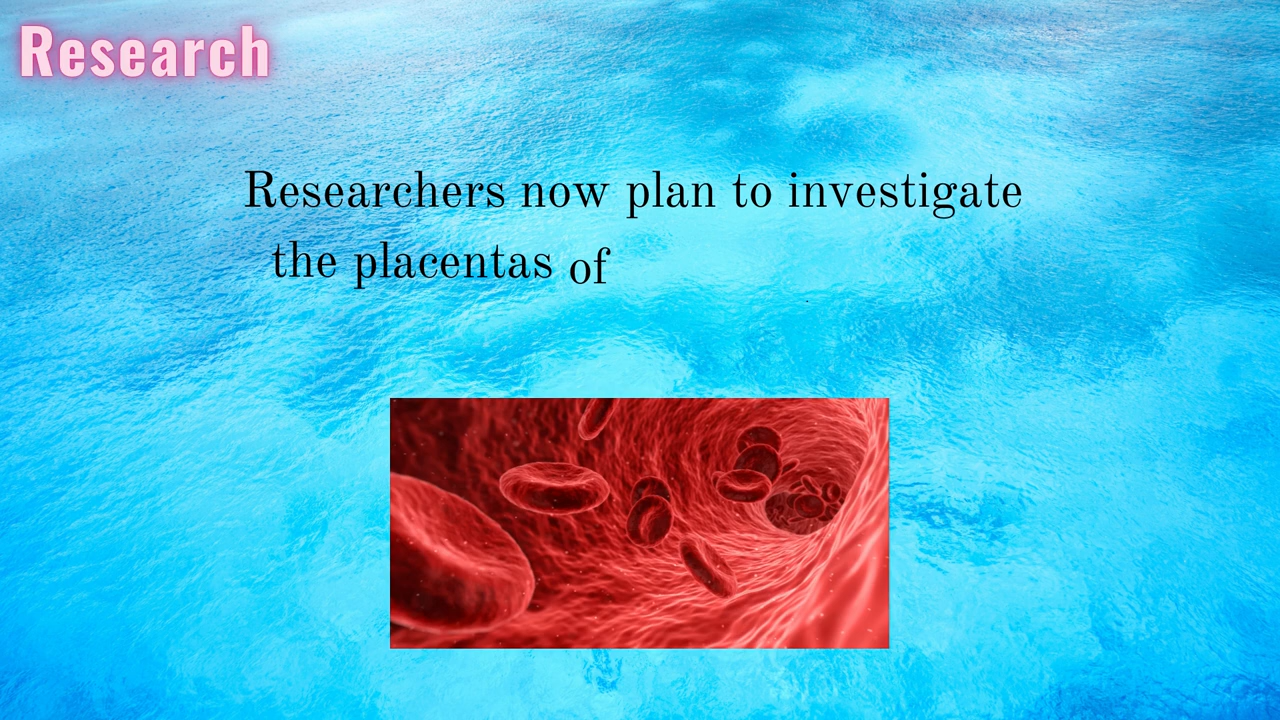 Research
Researchers now plan to investigate
the placentas of